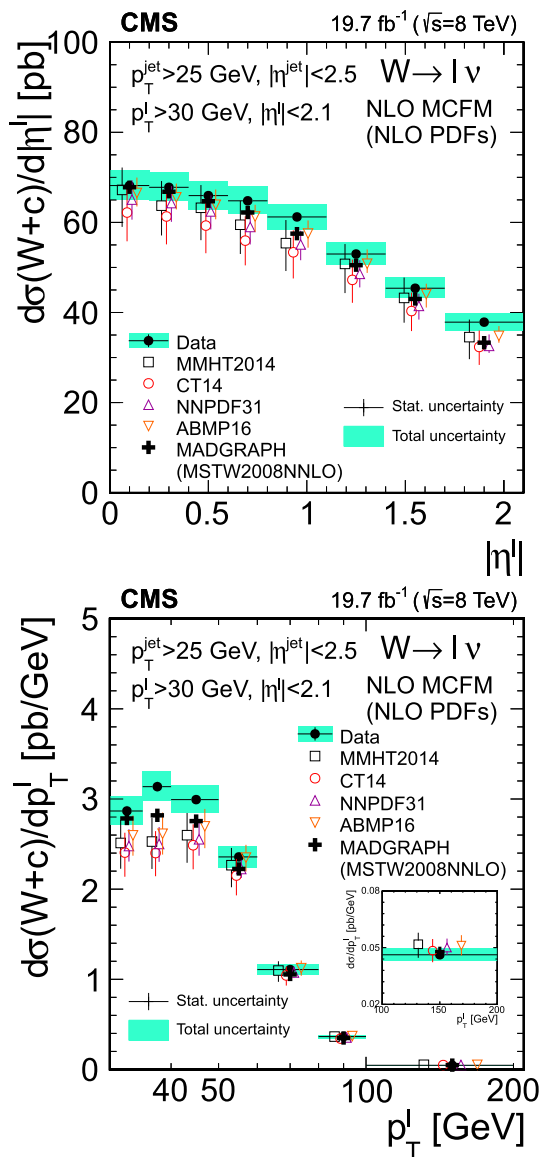 CMS 19.7 fb⁻¹ (√s=8 TeV)
p_T^jet>25 GeV, |η^jet|<2.5 W→l ν
p_T^l>30 GeV, |η^l|<2.1 NLO MCFM
(NLO PDFs)
dσ(W+c)/d|η^l| [pb]
100
80
60
40
20
0
Data
MMHT2014
CT14
NNPDF31
ABMP16
MADGRAPH
(MSTW2008NNLO)
Stat. uncertainty
Total uncertainty
0 0.5 1 1.5 2
|η^l|
CMS 19.7 fb⁻¹ (√s=8 TeV)
p_T^jet>25 GeV, |η^jet|<2.5 W→l ν
p_T^l>30 GeV, |η^l|<2.1 NLO MCFM
(NLO PDFs)
dσ(W+c)/dp_T^l [pb/GeV]
5
4
3
2
1
0
Data
MMHT2014
CT14
NNPDF31
ABMP16
MADGRAPH
(MSTW2008NNLO)
dσ/dp_T^l [pb/GeV]
0.08
0.05
0.02
100 150 200
p_T^l [GeV]
Stat. uncertainty
Total uncertainty
40 50 100 200
p_T^l [GeV]